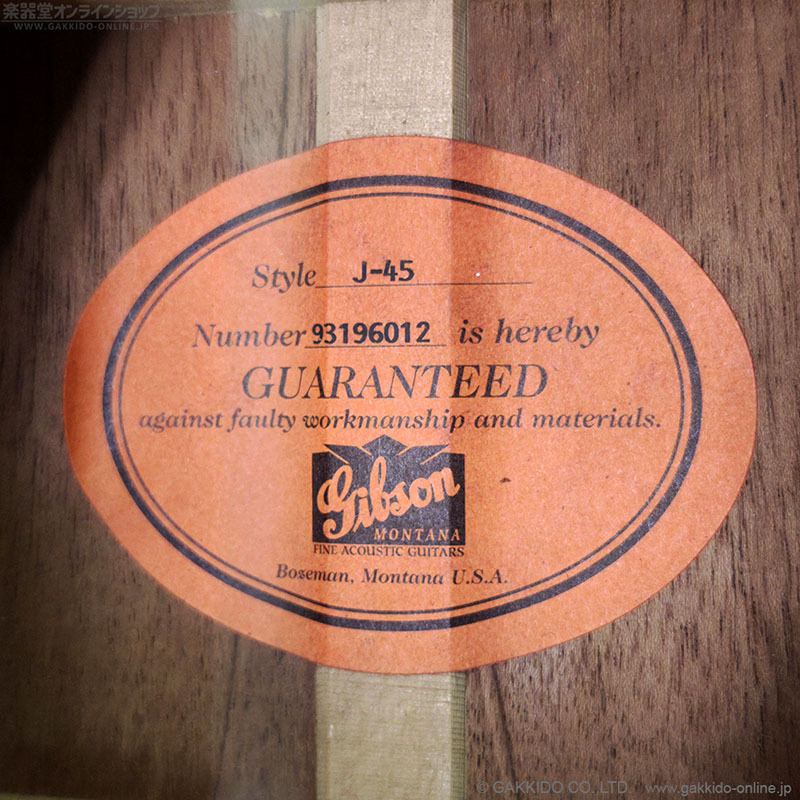 楽器堂オンラインショップ
WWW.GAKKIDO-ONLINE.JP
Style J-45
Number 93196012 is hereby
GUARANTEED
against faulty workmanship and materials.
Gibson
MONTANA
FINE ACOUSTIC GUITARS
Bozeman, Montana U.S.A.
© GAKKIDO CO., LTD. www.gakkido-online.jp